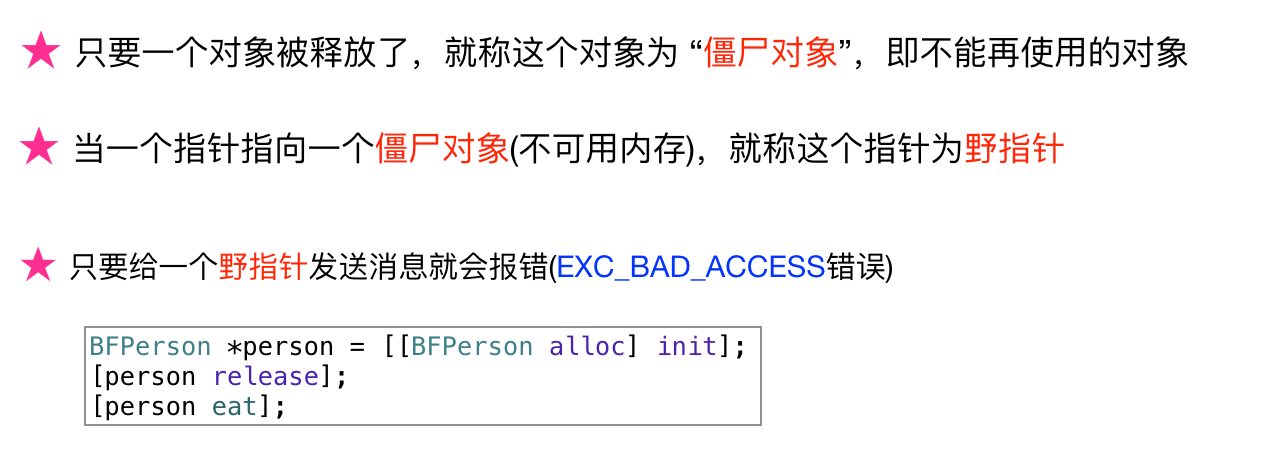 ★ 只要一个对象被释放了，就称这个对象为 “僵尸对象”，即不能再使用的对象
★ 当一个指针指向一个僵尸对象(不可用内存)，就称这个指针为野指针
★ 只要给一个野指针发送消息就会报错(EXC_BAD_ACCESS错误)
BFPerson *person = [[BFPerson alloc] init];
[person release];
[person eat];